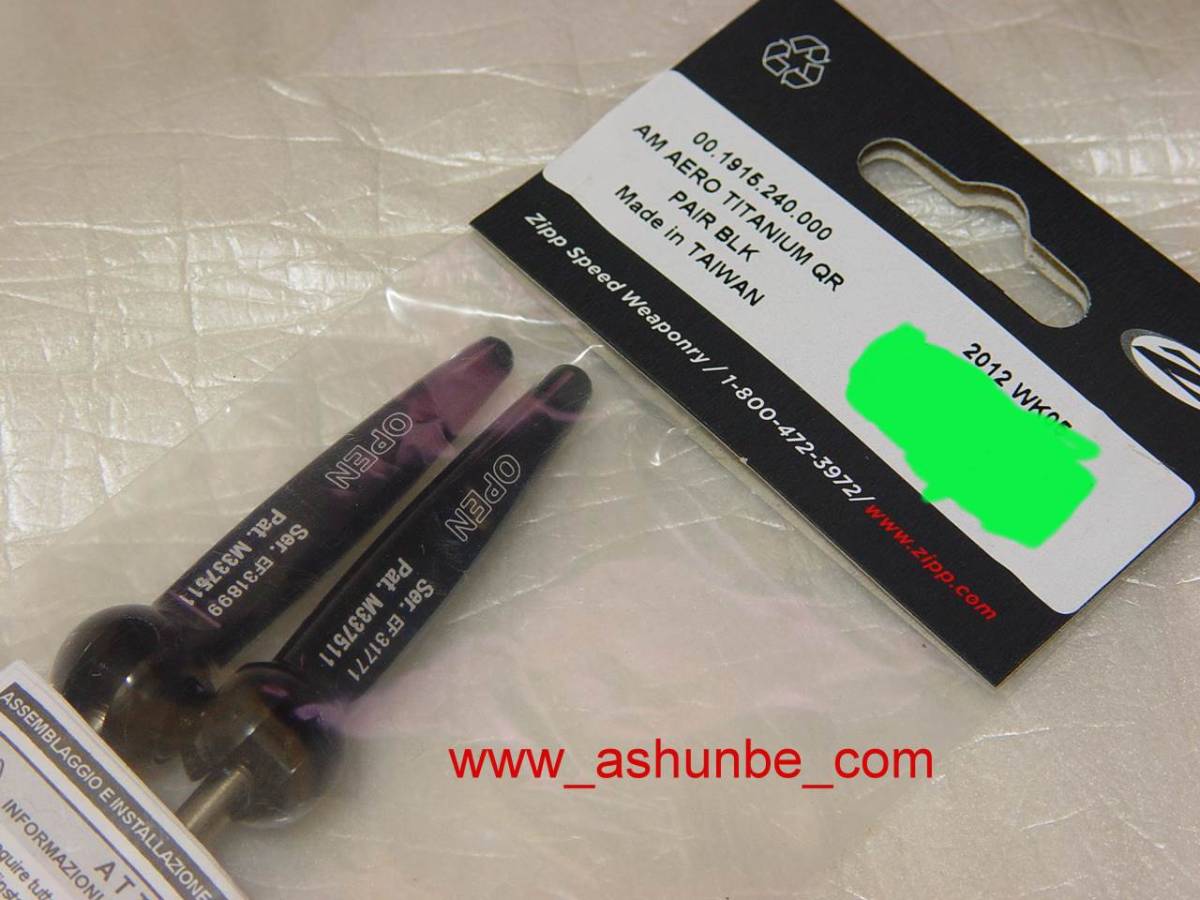 00.1915.240.000
AM AERO TITANIUM QR
PAIR BLK
Made in TAIWAN
2012
Zipp Speed Weaponry / 1-800-472-3972 / www.zipp.com
OPEN
Ser. EF31899
Pat. M337511
OPEN
Ser. EF31771
Pat. M337511
www_ashunbe_com
ASSEMBLAGGIO E INSTALLAZIONE
INFORMAZIONI